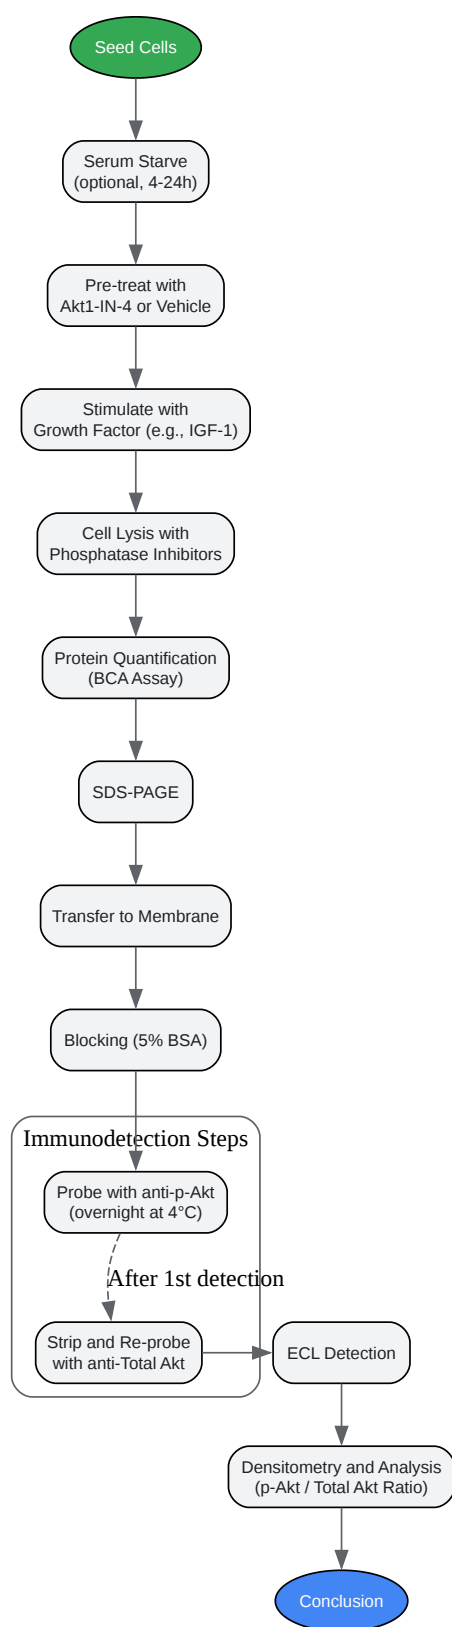 Seed Cells
Serum Starve
(optional, 4-24h)
Pre-treat with
Akt1-IN-4 or Vehicle
Stimulate with
Growth Factor (e.g., IGF-1)
Cell Lysis with
Phosphatase Inhibitors
Protein Quantification
(BCA Assay)
SDS-PAGE
Transfer to Membrane
Blocking (5% BSA)
Immunodetection Steps
Probe with anti-p-Akt
(overnight at 4°C)
After 1st detection
Strip and Re-probe
with anti-Total Akt
ECL Detection
Densitometry and Analysis
(p-Akt / Total Akt Ratio)
Conclusion